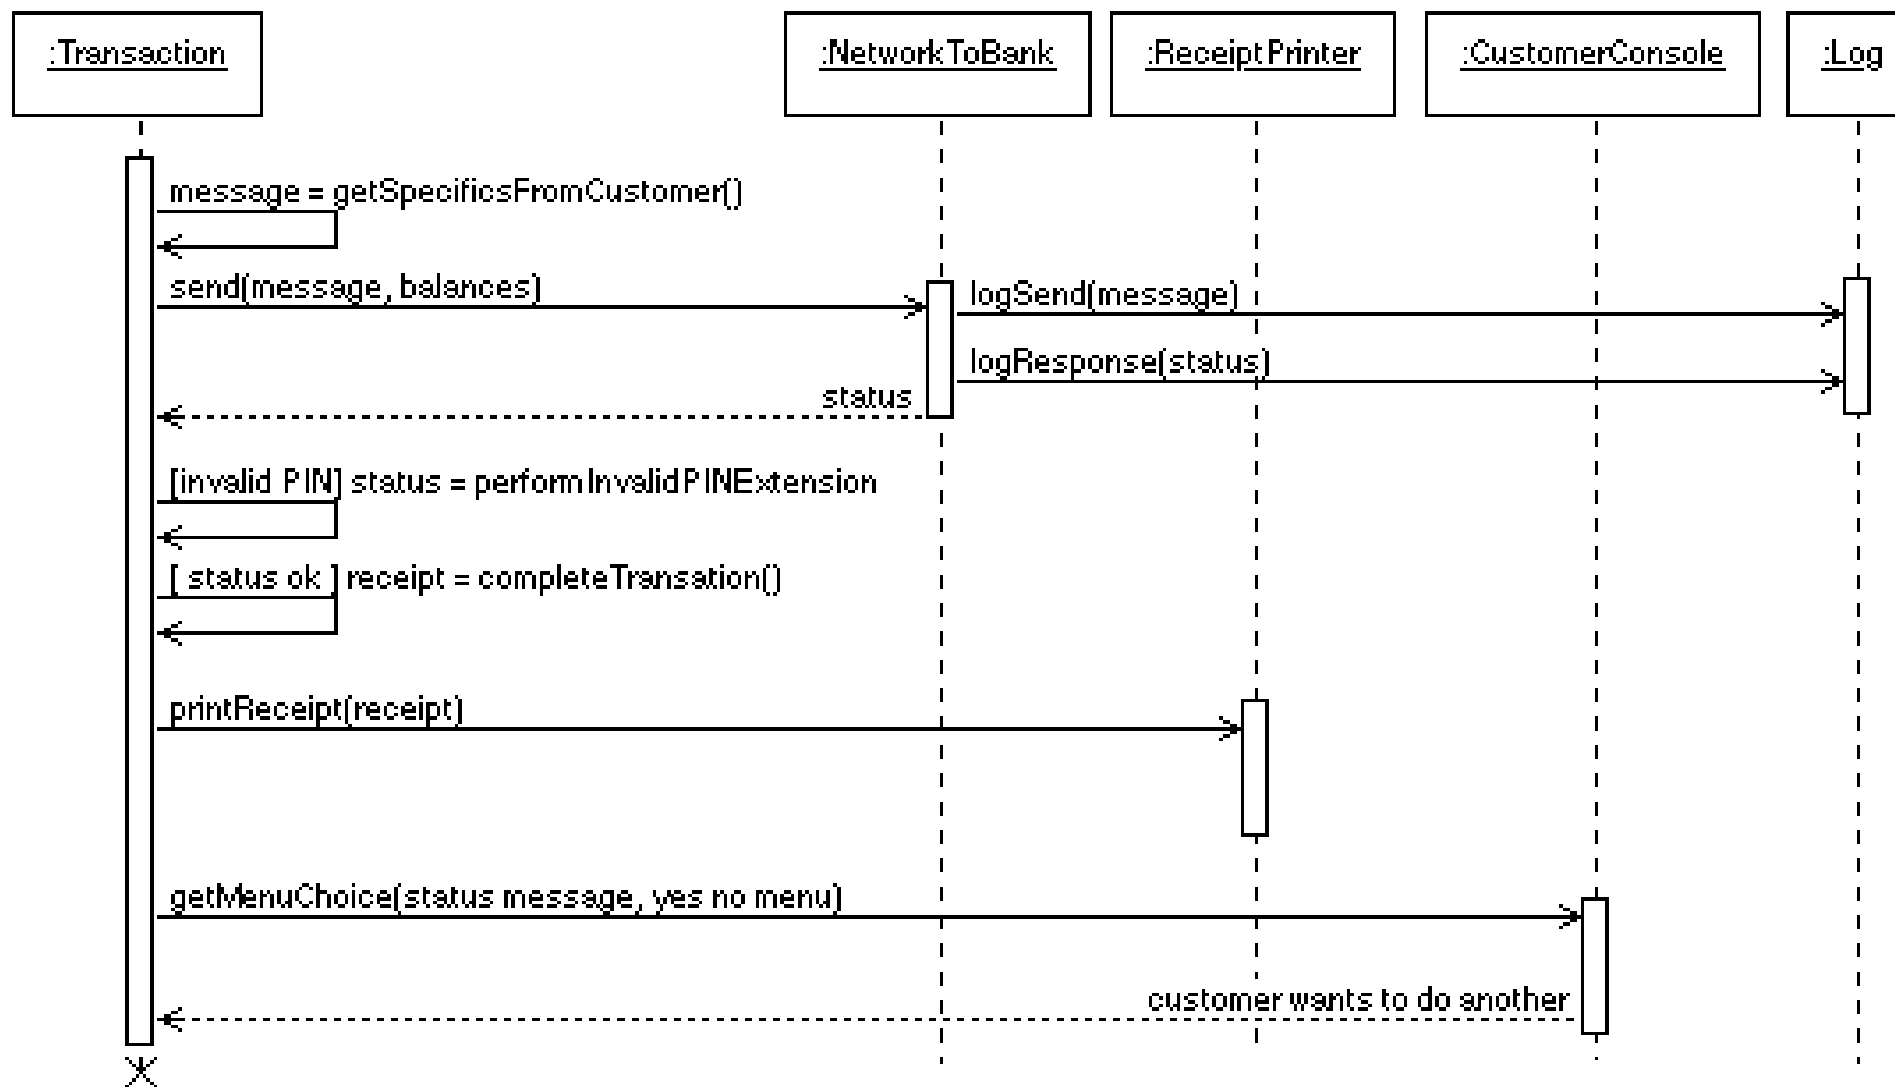 :Transaction
:NetworkToBank
:ReceiptPrinter
:CustomerConsole
:Log
message = getSpecificsFromCustomer()
send(message, balances)
logSend(message)
logResponse(status)
status
[invalid PIN] status = performInvalidPINExtension
[ status ok ] receipt = completeTransation()
printReceipt(receipt)
getMenuChoice(status message, yes no menu)
customer wants to do another